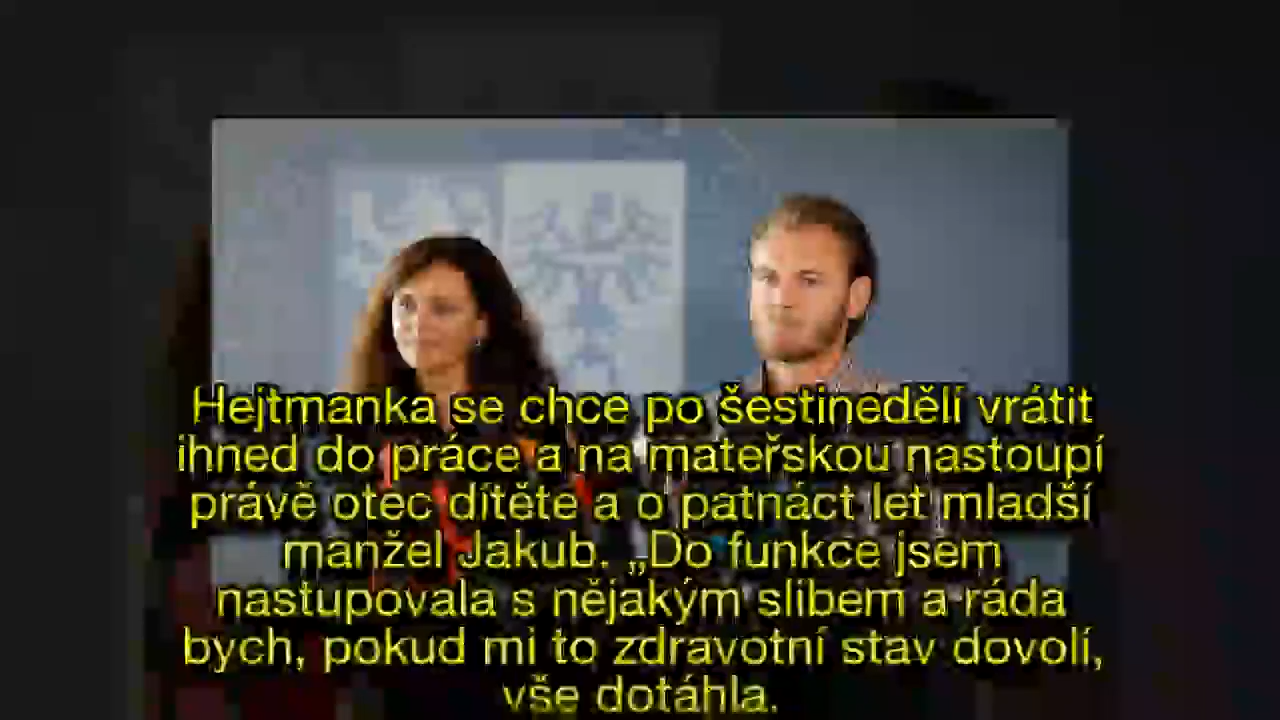 Hejtmanka se chce po šestinedělí vrátit
ihned do práce a na mateřskou nastoupí
právě otec dítěte a o patnáct let mladší
manžel Jakub. „Do funkce jsem
nastupovala s nějakým slibem a ráda
bych, pokud mi to zdravotní stav dovolí,
vše dotáhla.